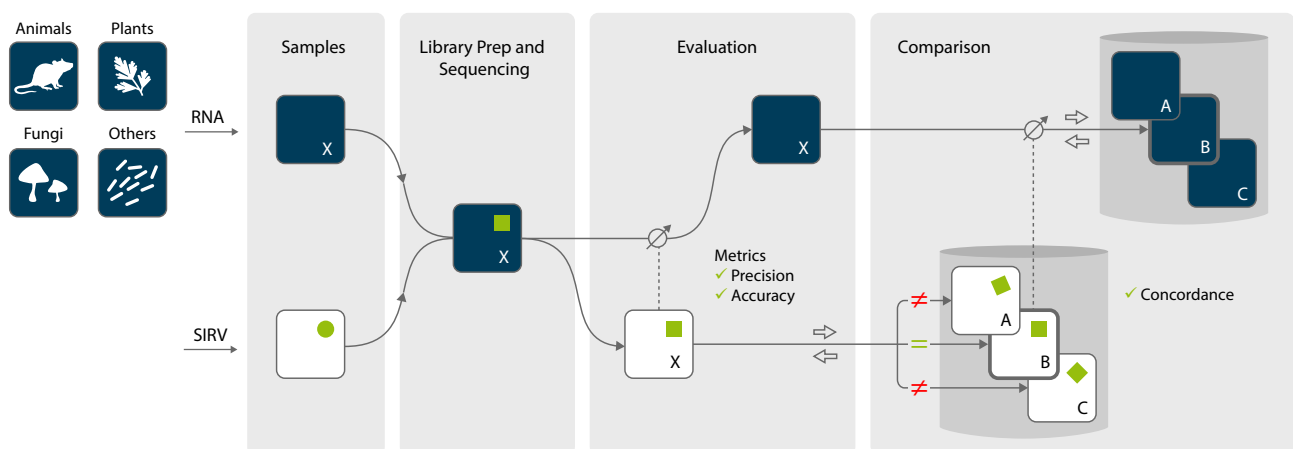 Animals
Plants
Fungi
Others
RNA
SIRV
Samples
X
Library Prep and
Sequencing
X
Evaluation
X
Metrics
✓ Precision
✓ Accuracy
X
Comparison
A
B
C
≠
=
≠
A
B
C
✓ Concordance